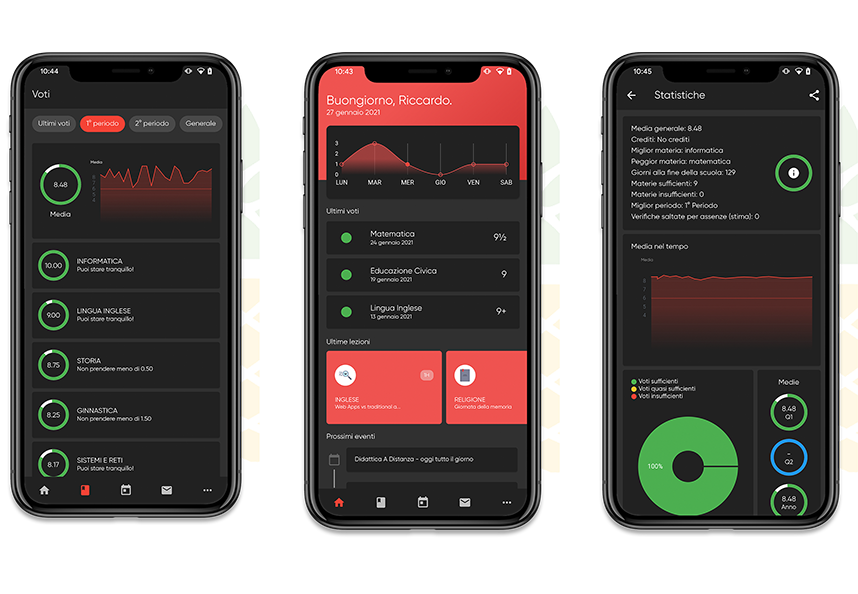 10:44
Voti
Ultimi voti
1° periodo
2° periodo
Generale
Media
8.48
Media
10.00
INFORMATICA
Puoi stare tranquillo!
9.00
LINGUA INGLESE
Puoi stare tranquillo!
8.75
STORIA
Non prendere meno di 0.50
8.25
GINNASTICA
Non prendere meno di 1.50
8.17
SISTEMI E RETI
Puoi stare tranquillo!
10:43
Buongiorno, Riccardo.
27 gennaio 2021
3
2
1
0
LUN MAR MER GIO VEN SAB
Ultimi voti
Matematica
24 gennaio 2021
9½
Educazione Civica
19 gennaio 2021
9
Lingua Inglese
13 gennaio 2021
9+
Ultime lezioni
INGLESE
Web Apps vs traditional a...
RELIGIONE
Giornata della memoria
Prossimi eventi
Didattica A Distanza - oggi tutto il giorno
10:45
Statistiche
Media generale: 8.48
Crediti: No crediti
Miglior materia: informatica
Peggior materia: matematica
Giorni alla fine della scuola: 129
Materie sufficienti: 9
Materie insufficienti: 0
Miglior periodo: 1° Periodo
Verifiche saltate per assenze (stima): 0
Media nel tempo
Media
8
7
6
5
4
Voti sufficienti
Voti quasi sufficienti
Voti insufficienti
100%
Medie
8.48
Q1
-
Q2
8.48
Anno